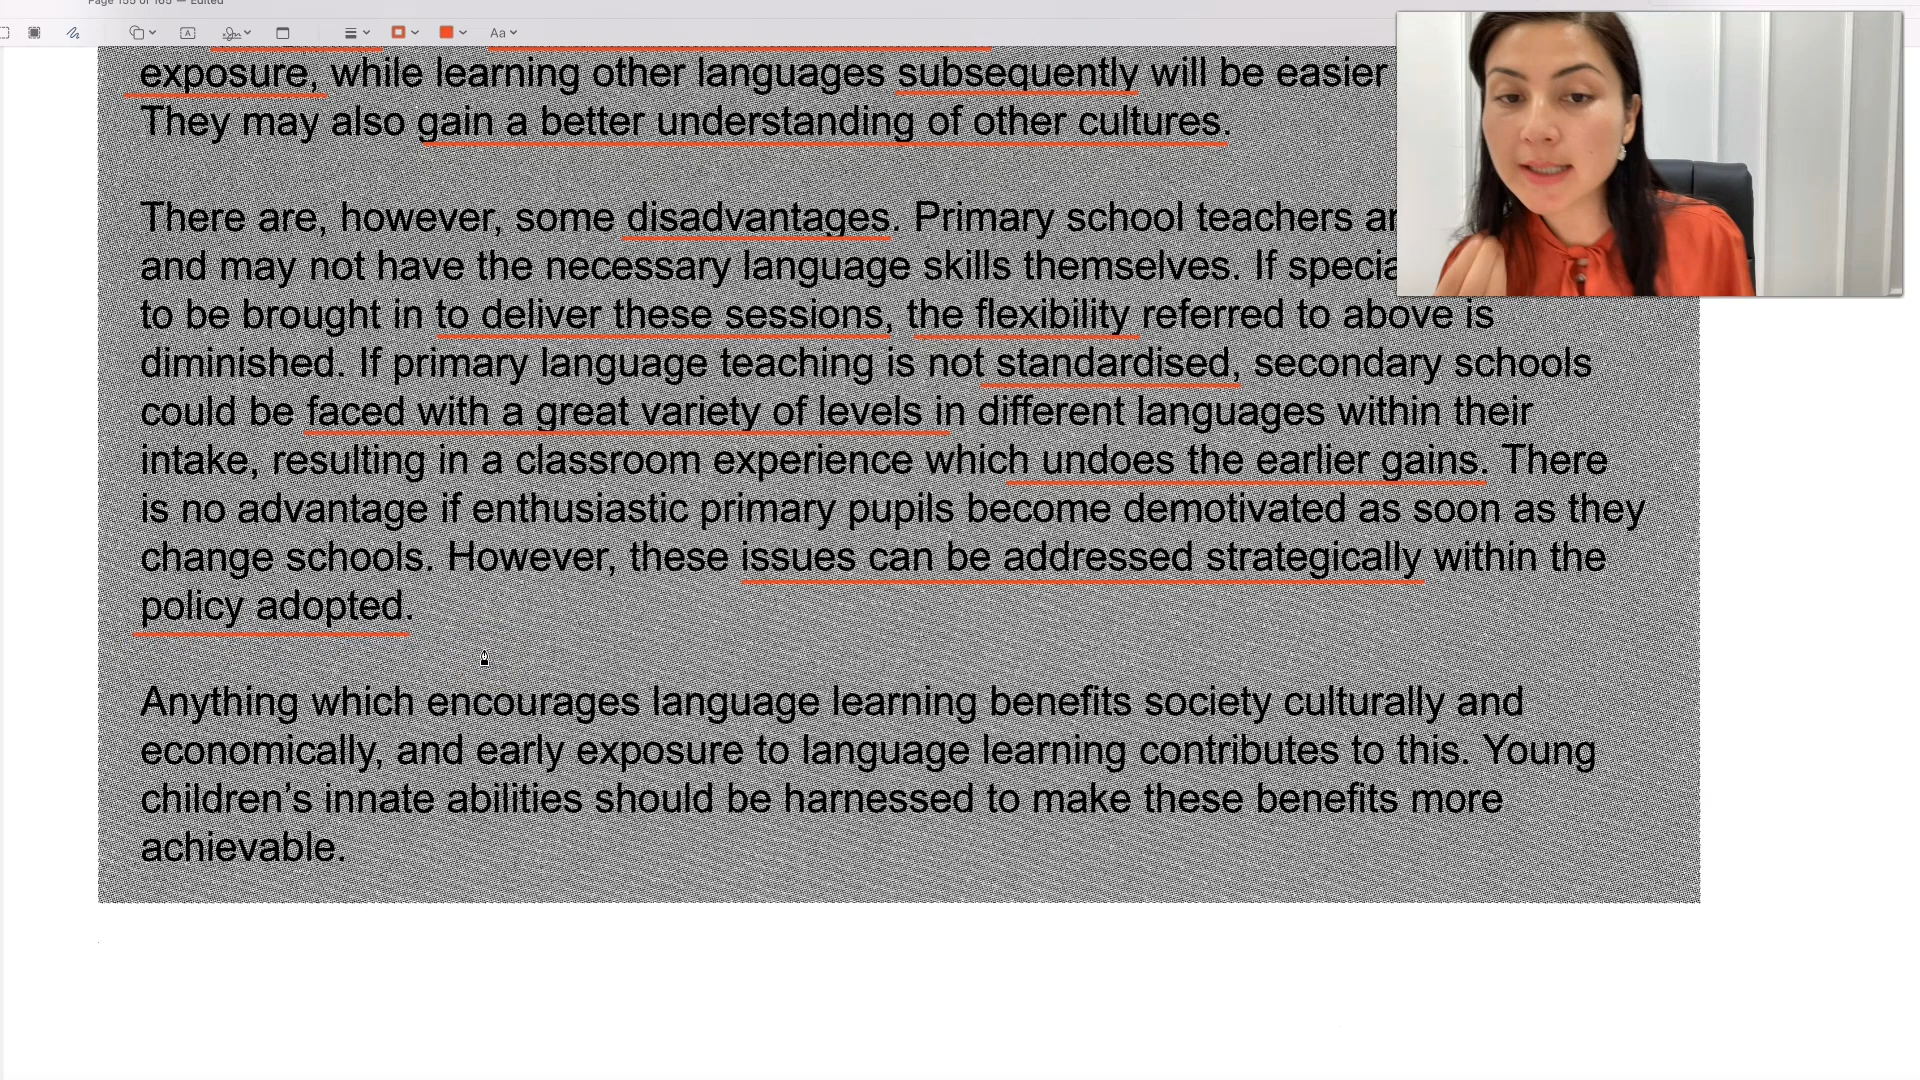 Page 155 of 165 — Edited
Aa
exposure, while learning other languages subsequently will be easier
They may also gain a better understanding of other cultures.
There are, however, some disadvantages. Primary school teachers
and may not have the necessary language skills themselves. If
to be brought in to deliver these sessions, the flexibility referred to above is
diminished. If primary language teaching is not standardised, secondary schools
could be faced with a great variety of levels in different languages within their
intake, resulting in a classroom experience which undoes the earlier gains. There
is no advantage if enthusiastic primary pupils become demotivated as soon as they
change schools. However, these issues can be addressed strategically within the
policy adopted.
Anything which encourages language learning benefits society culturally and
economically, and early exposure to language learning contributes to this. Young
children's innate abilities should be harnessed to make these benefits more
achievable.